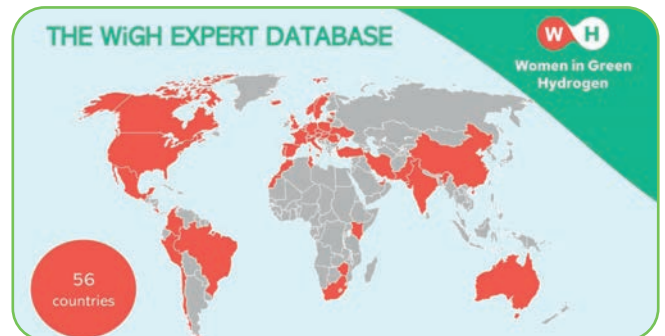 THE WiGH EXPERT DATABASE
W H
Women in Green
Hydrogen
56
countries